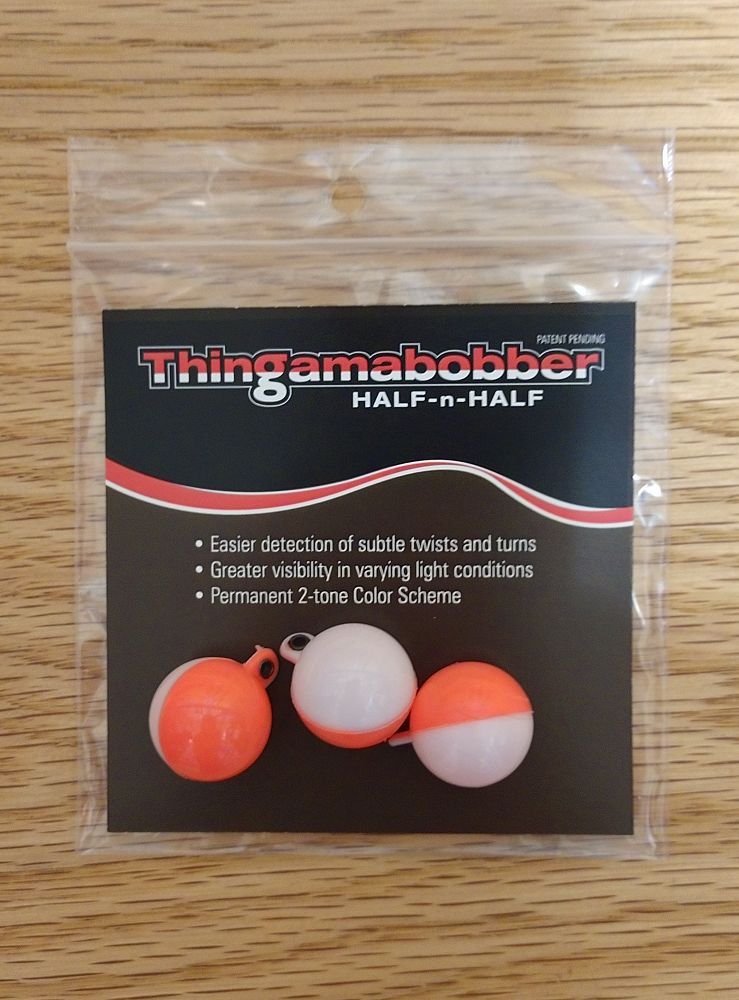 PATENT PENDING
Thingamabobber
HALF-n-HALF
• Easier detection of subtle twists and turns
• Greater visibility in varying light conditions
• Permanent 2-tone Color Scheme